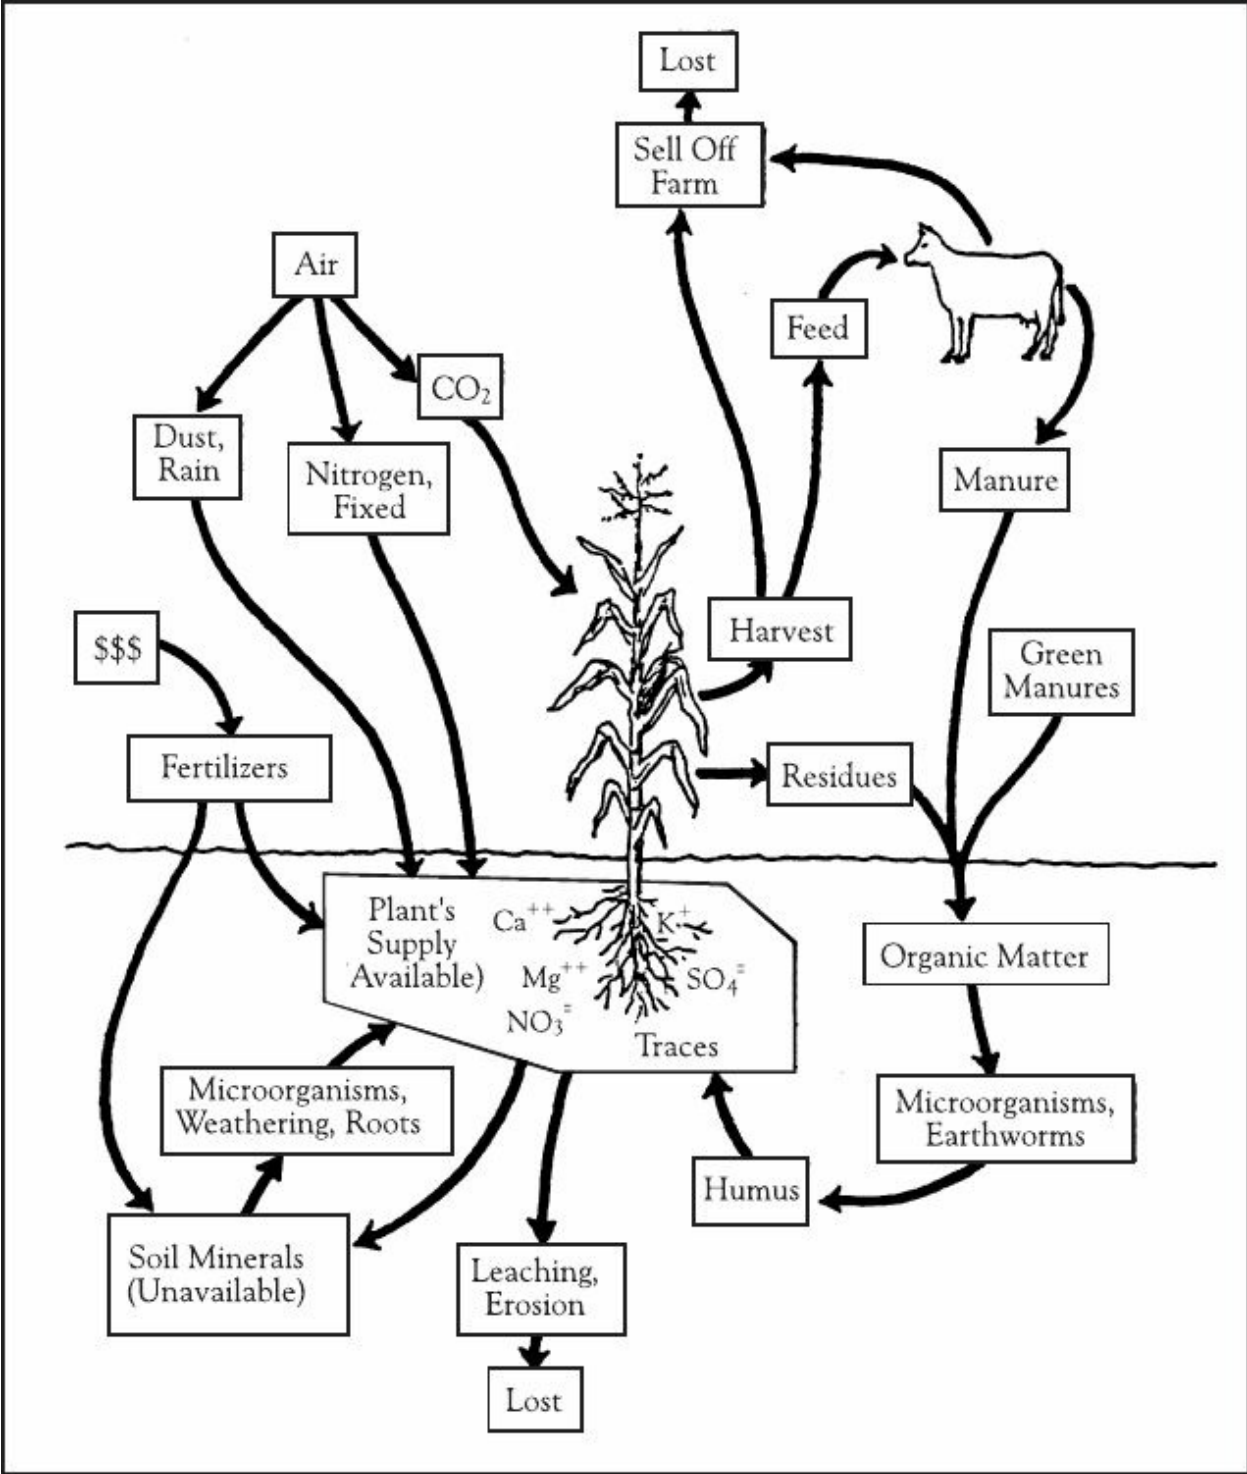 Lost
Sell Off
Farm
Air
Feed
CO₂
Dust,
Rain
Nitrogen,
Fixed
Manure
$$$
Harvest
Green
Manures
Fertilizers
Residues
Plant's
Supply
Available)
Ca⁺⁺
K⁺
Mg⁺⁺
SO₄⁼
NO₃⁼
Traces
Organic Matter
Microorganisms,
Weathering, Roots
Microorganisms,
Earthworms
Humus
Soil Minerals
(Unavailable)
Leaching,
Erosion
Lost